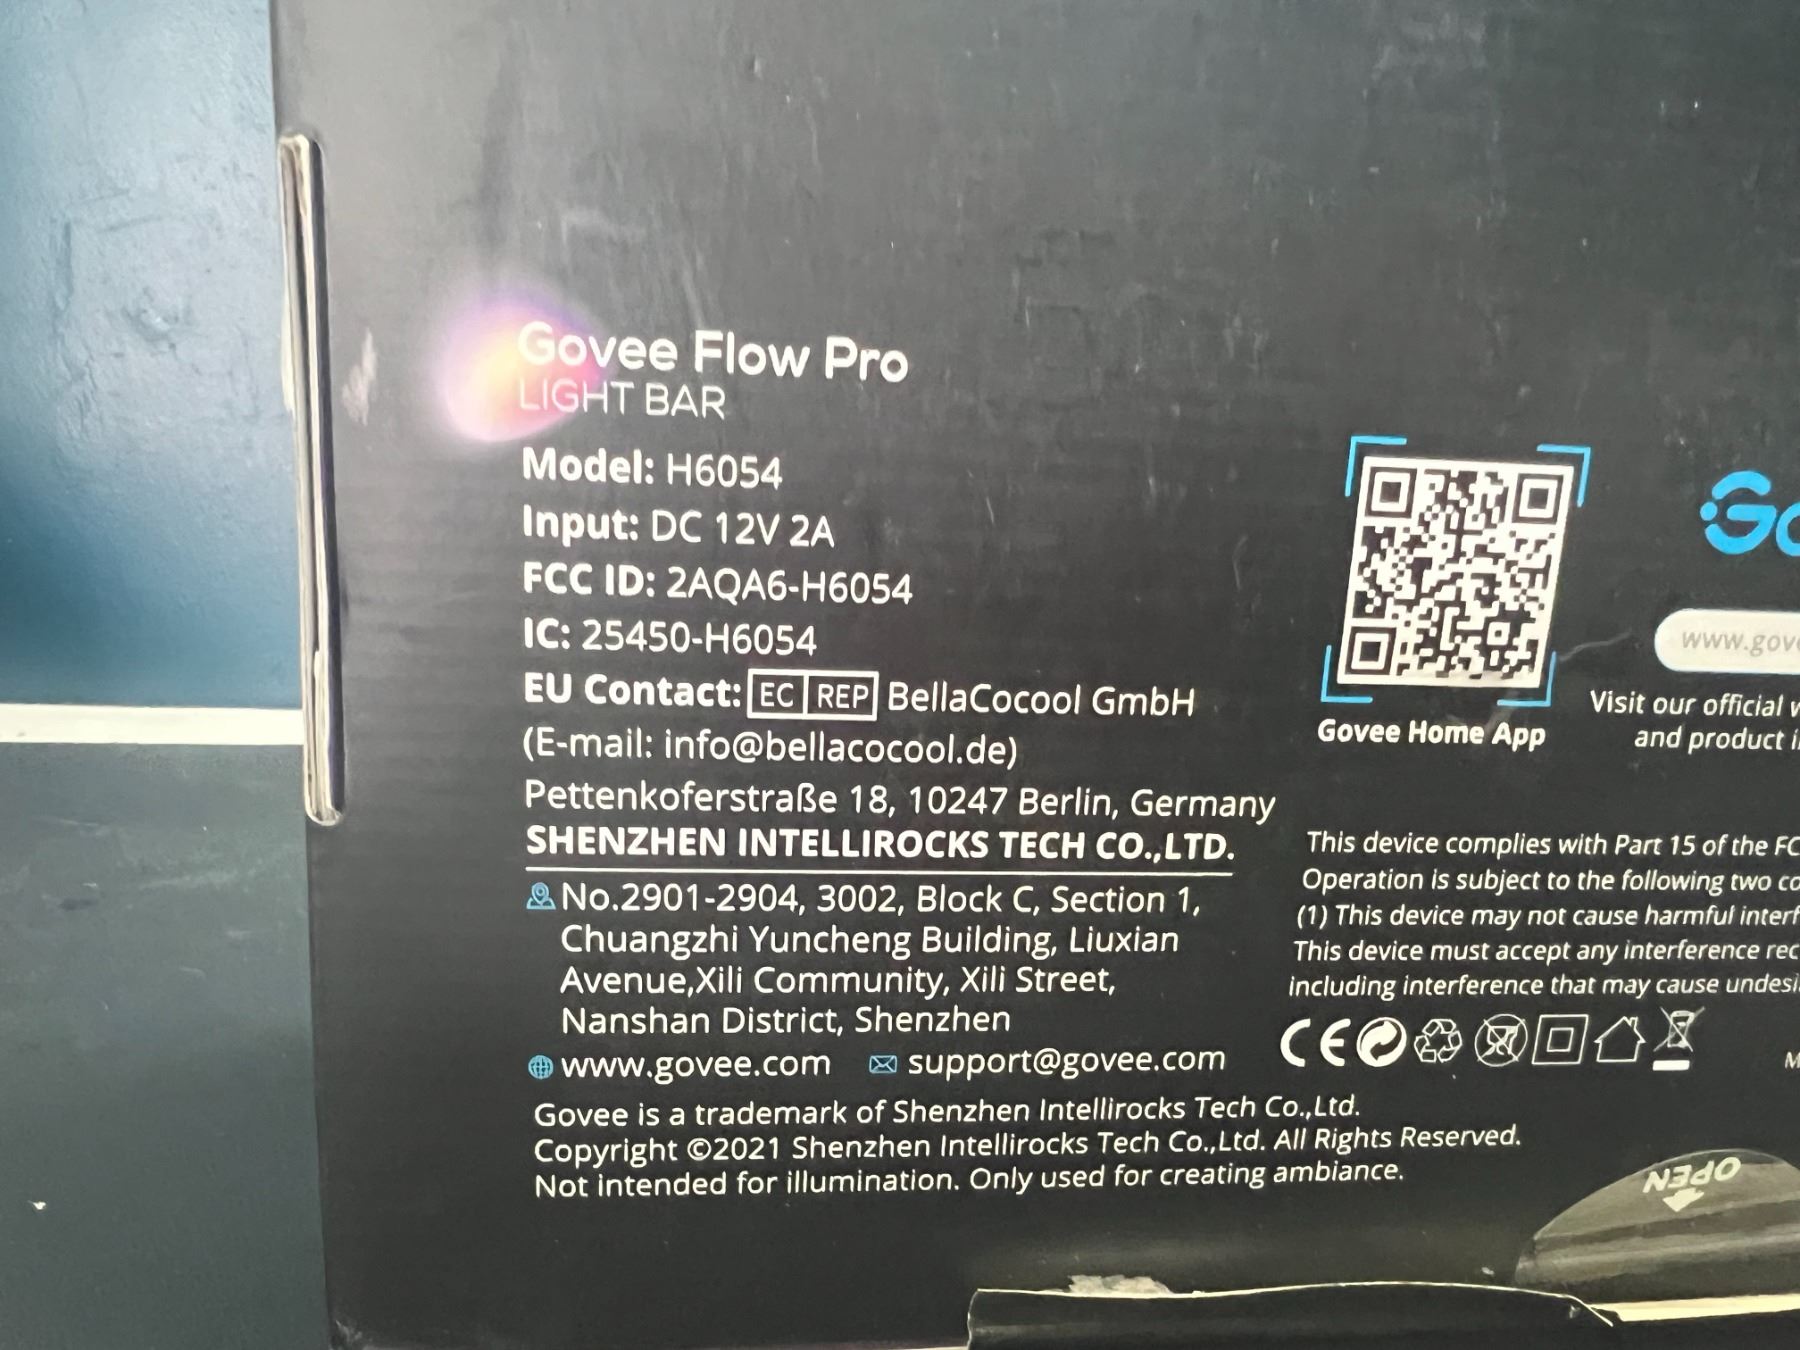 Govee Flow Pro
LIGHT BAR
Model: H6054
Input: DC 12V 2A
FCC ID: 2AQA6-H6054
IC: 25450-H6054
EU Contact: EC REP BellaCocool GmbH
(E-mail: info@bellacocool.de)
Pettenkoferstraße 18, 10247 Berlin, Germany
SHENZHEN INTELLIROCKS TECH CO.,LTD.
No.2901-2904, 3002, Block C, Section 1,
Chuangzhi Yuncheng Building, Liuxian
Avenue,Xili Community, Xili Street,
Nanshan District, Shenzhen
www.govee.com support@govee.com
Govee is a trademark of Shenzhen Intellirocks Tech Co.,Ltd.
Copyright ©2021 Shenzhen Intellirocks Tech Co.,Ltd. All Rights Reserved.
Not intended for illumination. Only used for creating ambiance.
Govee Home App
Visit our official
and product
This device complies with Part 15 of the
Operation is subject to the following two
(1) This device may not cause harmful
This device must accept any interference
including interference that may cause
CE
OPEN